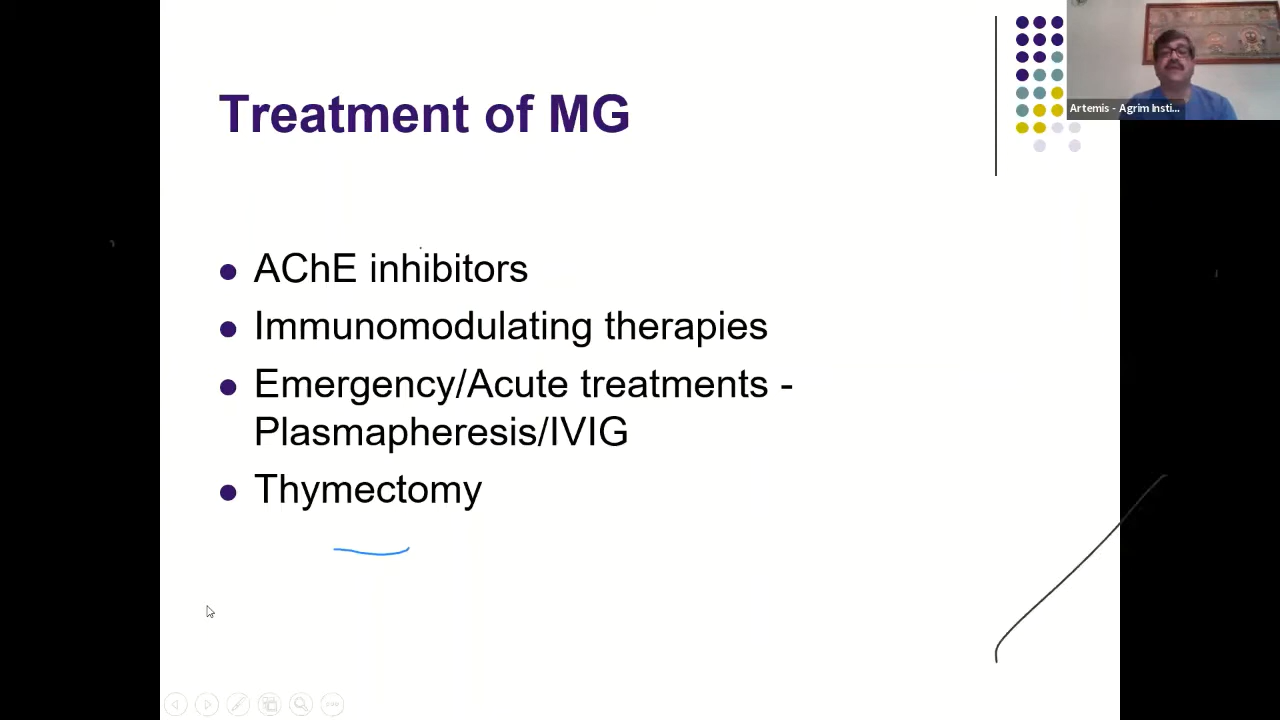 Treatment of MG
Artemis - Agrim Insti...
AChE inhibitors
Immunomodulating therapies
Emergency/Acute treatments -
Plasmapheresis/IVIG
Thymectomy